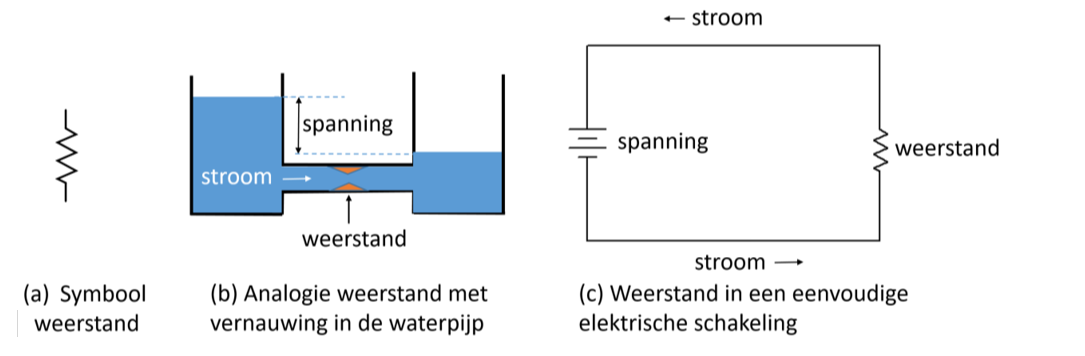 ← stroom
spanning
stroom →
weerstand
spanning
weerstand
stroom →
(a) Symbool
weerstand
(b) Analogie weerstand met
vernauwing in de waterpijp
(c) Weerstand in een eenvoudige
elektrische schakeling